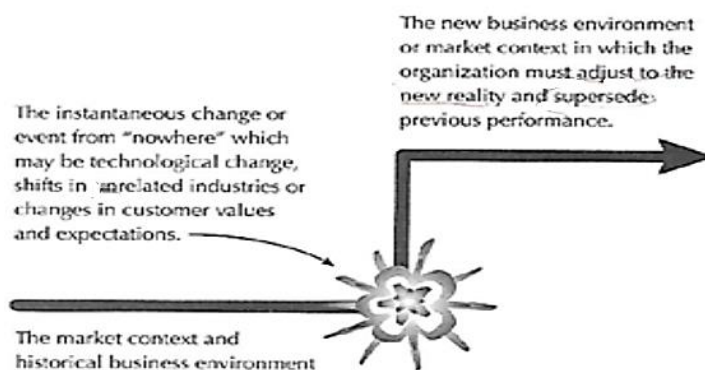 The new business environment
or market context in which the
organization must adjust to the
new reality and supersede
previous performance.
The instantaneous change or
event from "nowhere" which
may be technological change,
shifts in unrelated industries or
changes in customer values
and expectations.
The market context and
historical business environment